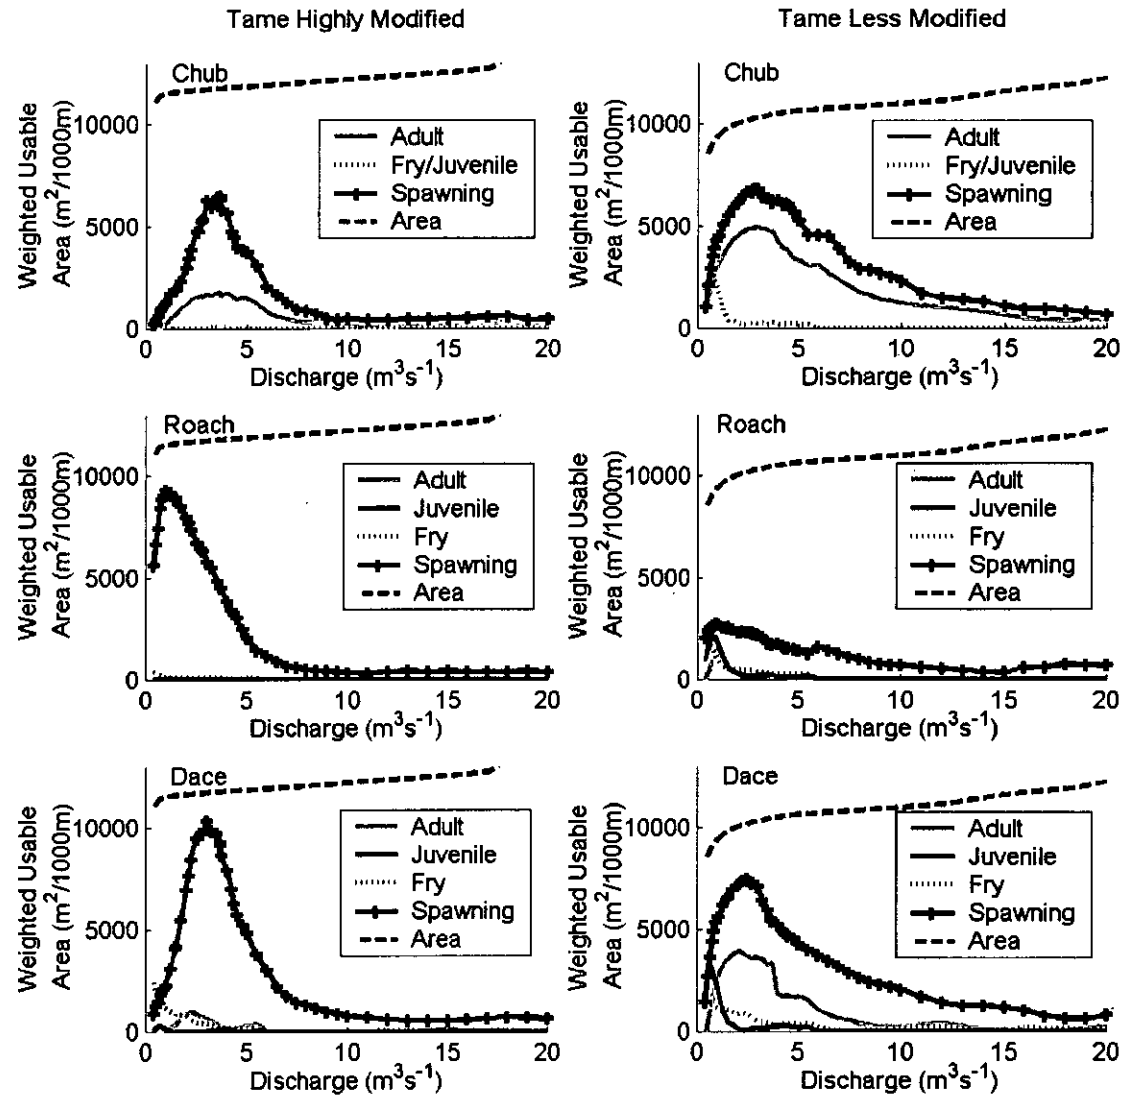 Tame Highly Modified
Tame Less Modified
Chub
Weighted Usable
Area (m²/1000m)
10000
5000
0
Adult
Fry/Juvenile
Spawning
Area
0 5 10 15 20
Discharge (m³s⁻¹)
Chub
Weighted Usable
Area (m²/1000m)
10000
5000
0
Adult
Fry/Juvenile
Spawning
Area
0 5 10 15 20
Discharge (m³s⁻¹)
Roach
Weighted Usable
Area (m²/1000m)
10000
5000
0
Adult
Juvenile
Fry
Spawning
Area
0 5 10 15 20
Discharge (m³s⁻¹)
Roach
Weighted Usable
Area (m²/1000m)
10000
5000
0
Adult
Juvenile
Fry
Spawning
Area
0 5 10 15 20
Discharge (m³s⁻¹)
Dace
Weighted Usable
Area (m²/1000m)
10000
5000
0
Adult
Juvenile
Fry
Spawning
Area
0 5 10 15 20
Discharge (m³s⁻¹)
Dace
Weighted Usable
Area (m²/1000m)
10000
5000
0
Adult
Juvenile
Fry
Spawning
Area
0 5 10 15 20
Discharge (m³s⁻¹)